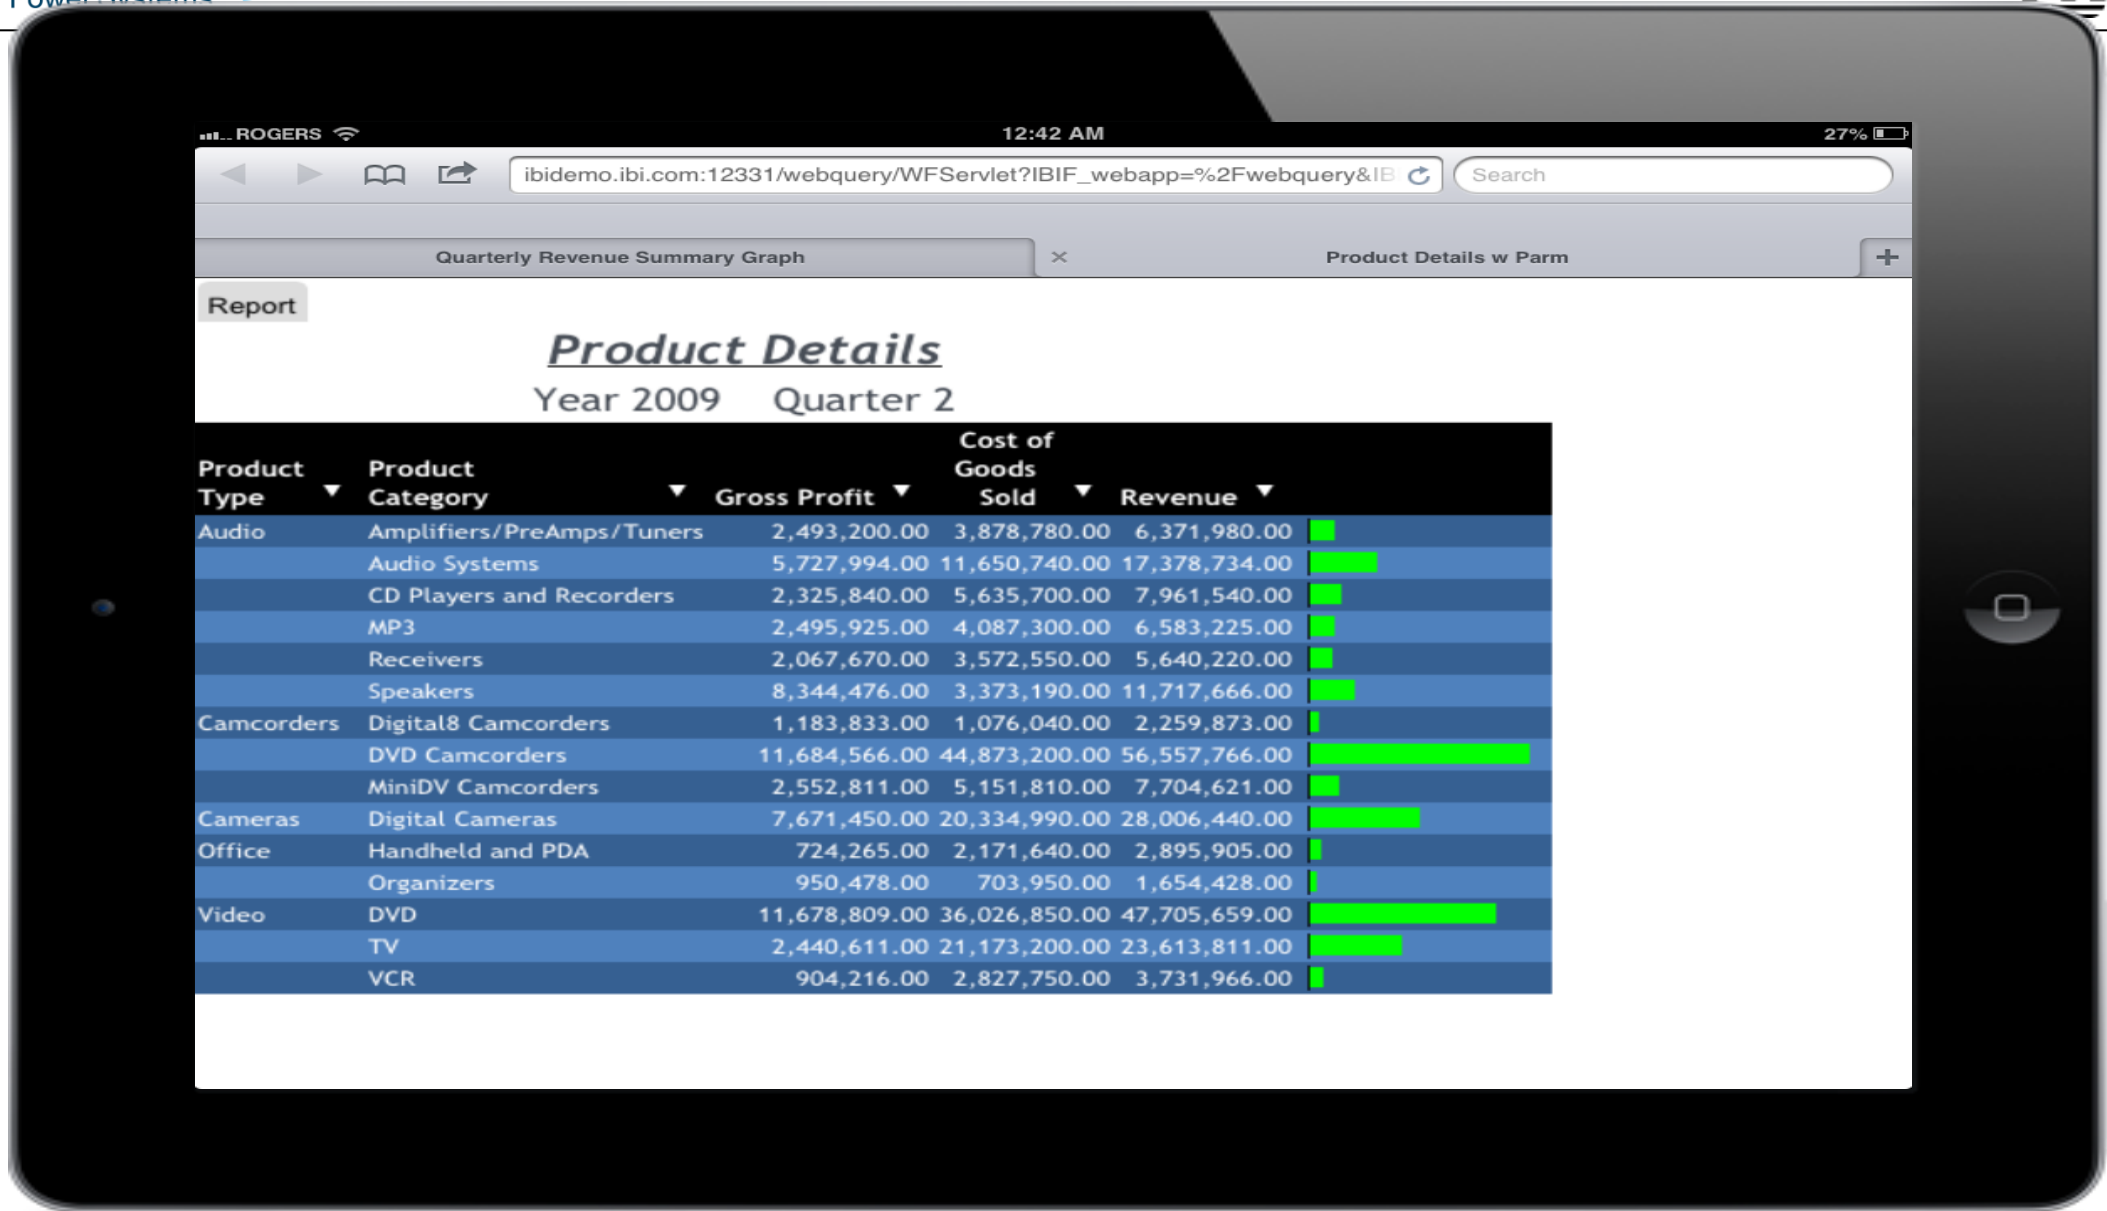 ROGERS 12:42 AM 27%
ibidemo.ibi.com:12331/webquery/WFServlet?IBIF_webapp=%2Fwebquery&IB Search
Quarterly Revenue Summary Graph Product Details w Parm
Report
Product Details
Year 2009 Quarter 2
Product Type Product Category Gross Profit Cost of Goods Sold Revenue
Audio Amplifiers/PreAmps/Tuners 2,493,200.00 3,878,780.00 6,371,980.00
Audio Systems 5,727,994.00 11,650,740.00 17,378,734.00
CD Players and Recorders 2,325,840.00 5,635,700.00 7,961,540.00
MP3 2,495,925.00 4,087,300.00 6,583,225.00
Receivers 2,067,670.00 3,572,550.00 5,640,220.00
Speakers 8,344,476.00 3,373,190.00 11,717,666.00
Camcorders Digital8 Camcorders 1,183,833.00 1,076,040.00 2,259,873.00
DVD Camcorders 11,684,566.00 44,873,200.00 56,557,766.00
MiniDV Camcorders 2,552,811.00 5,151,810.00 7,704,621.00
Cameras Digital Cameras 7,671,450.00 20,334,990.00 28,006,440.00
Office Handheld and PDA 724,265.00 2,171,640.00 2,895,905.00
Organizers 950,478.00 703,950.00 1,654,428.00
Video DVD 11,678,809.00 36,026,850.00 47,705,659.00
TV 2,440,611.00 21,173,200.00 23,613,811.00
VCR 904,216.00 2,827,750.00 3,731,966.00